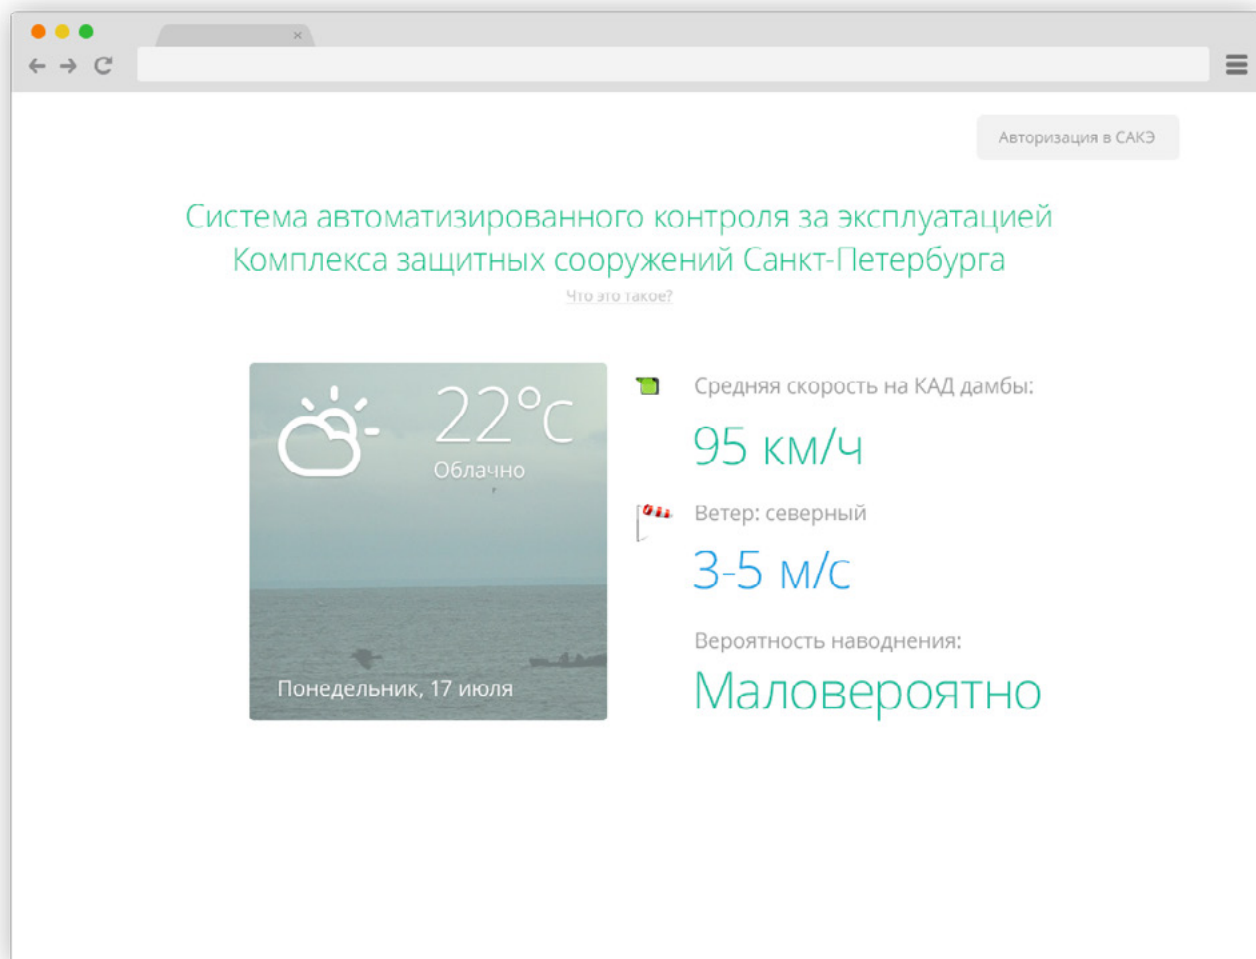 Авторизация в САКЭ
Система автоматизированного контроля за эксплуатацией
Комплекса защитных сооружений Санкт-Петербурга
Что это такое?
22°C
Облачно
Понедельник, 17 июля
Средняя скорость на КАД дамбы:
95 км/ч
Ветер: северный
3-5 м/с
Вероятность наводнения:
Маловероятно